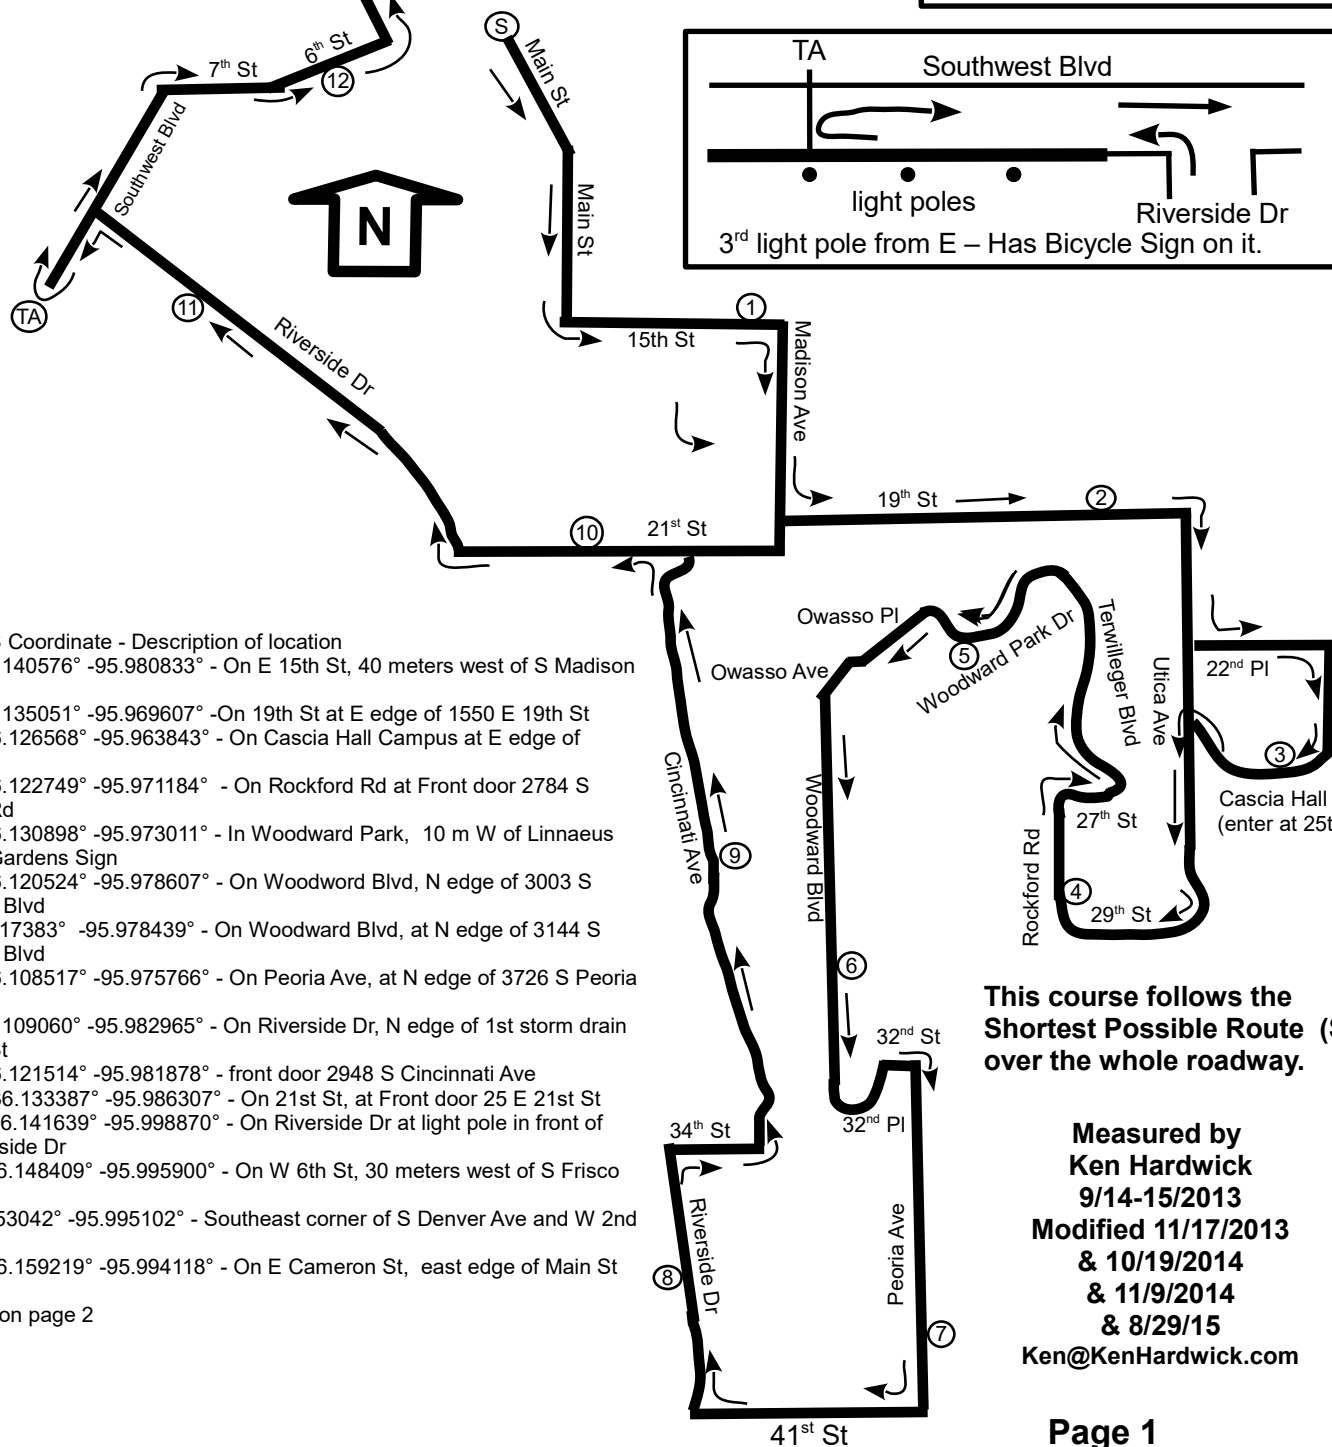 S
Main St
6th St
7th St
12
TA
Southwest Blvd
light poles
Riverside Dr
3rd light pole from E – Has Bicycle Sign on it.
Southwest Blvd
Main St
N
TA
11
Riverside Dr
1
15th St
Madison Ave
19th St
2
10
21st St
Owasso Pl
5
Woodward Park Dr
Terwilleger Blvd
Utica Ave
22nd Pl
Owasso Ave
3
Cascia Hall
(enter at 25t
27th St
Rockford Rd
4
29th St
Cincinnati Ave
9
Woodward Blvd
6
32nd St
32nd Pl
34th St
Riverside Dr
8
Peoria Ave
7
41st St
Coordinate - Description of location
140576° -95.980833° - On E 15th St, 40 meters west of S Madison
135051° -95.969607° -On 19th St at E edge of 1550 E 19th St
6.126568° -95.963843° - On Cascia Hall Campus at E edge of
6.122749° -95.971184° - On Rockford Rd at Front door 2784 S
Rd
6.130898° -95.973011° - In Woodward Park, 10 m W of Linnaeus
Gardens Sign
6.120524° -95.978607° - On Woodword Blvd, N edge of 3003 S
Blvd
17383° -95.978439° - On Woodward Blvd, at N edge of 3144 S
Blvd
6.108517° -95.975766° - On Peoria Ave, at N edge of 3726 S Peoria
109060° -95.982965° - On Riverside Dr, N edge of 1st storm drain
St
6.121514° -95.981878° - front door 2948 S Cincinnati Ave
36.133387° -95.986307° - On 21st St, at Front door 25 E 21st St
6.141639° -95.998870° - On Riverside Dr at light pole in front of
side Dr
6.148409° -95.995900° - On W 6th St, 30 meters west of S Frisco
53042° -95.995102° - Southeast corner of S Denver Ave and W 2nd
6.159219° -95.994118° - On E Cameron St, east edge of Main St
on page 2
This course follows the
Shortest Possible Route (S
over the whole roadway.
Measured by
Ken Hardwick
9/14-15/2013
Modified 11/17/2013
& 10/19/2014
& 11/9/2014
& 8/29/15
Ken@KenHardwick.com
Page 1